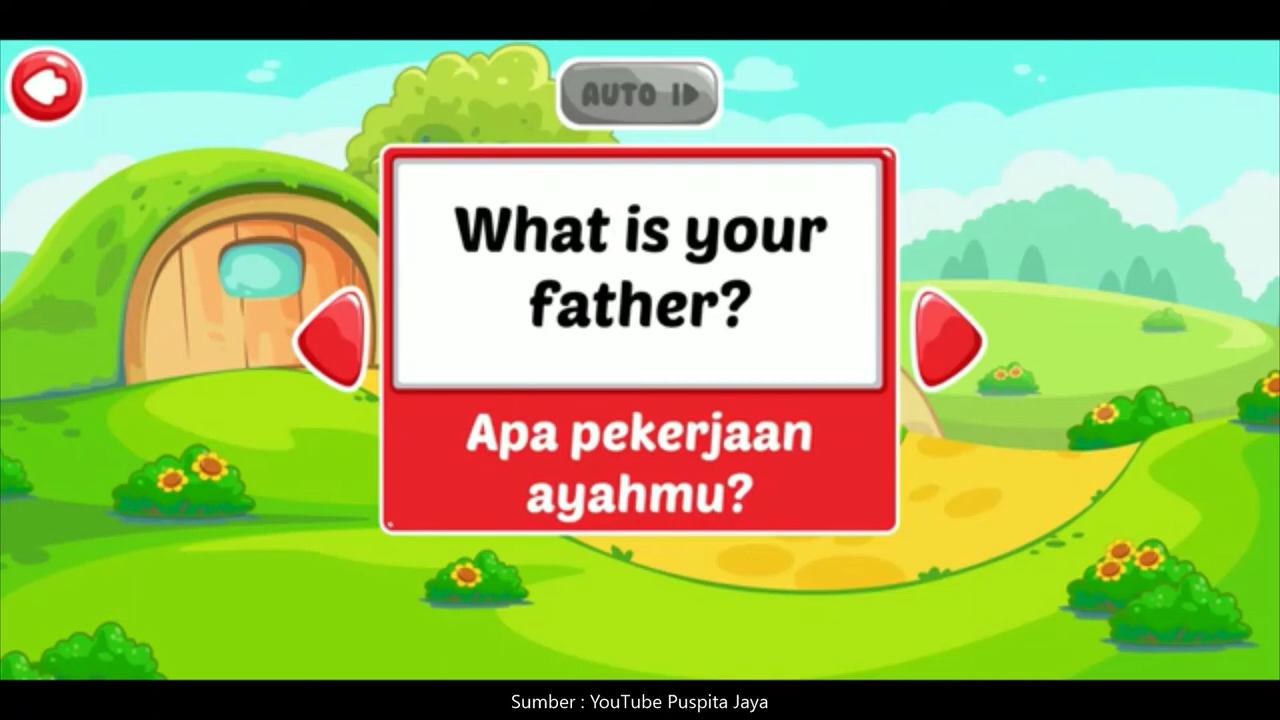 AUTO
What is your
father?
Apa pekerjaan
ayahmu?
Sumber : YouTube Puspita Jaya